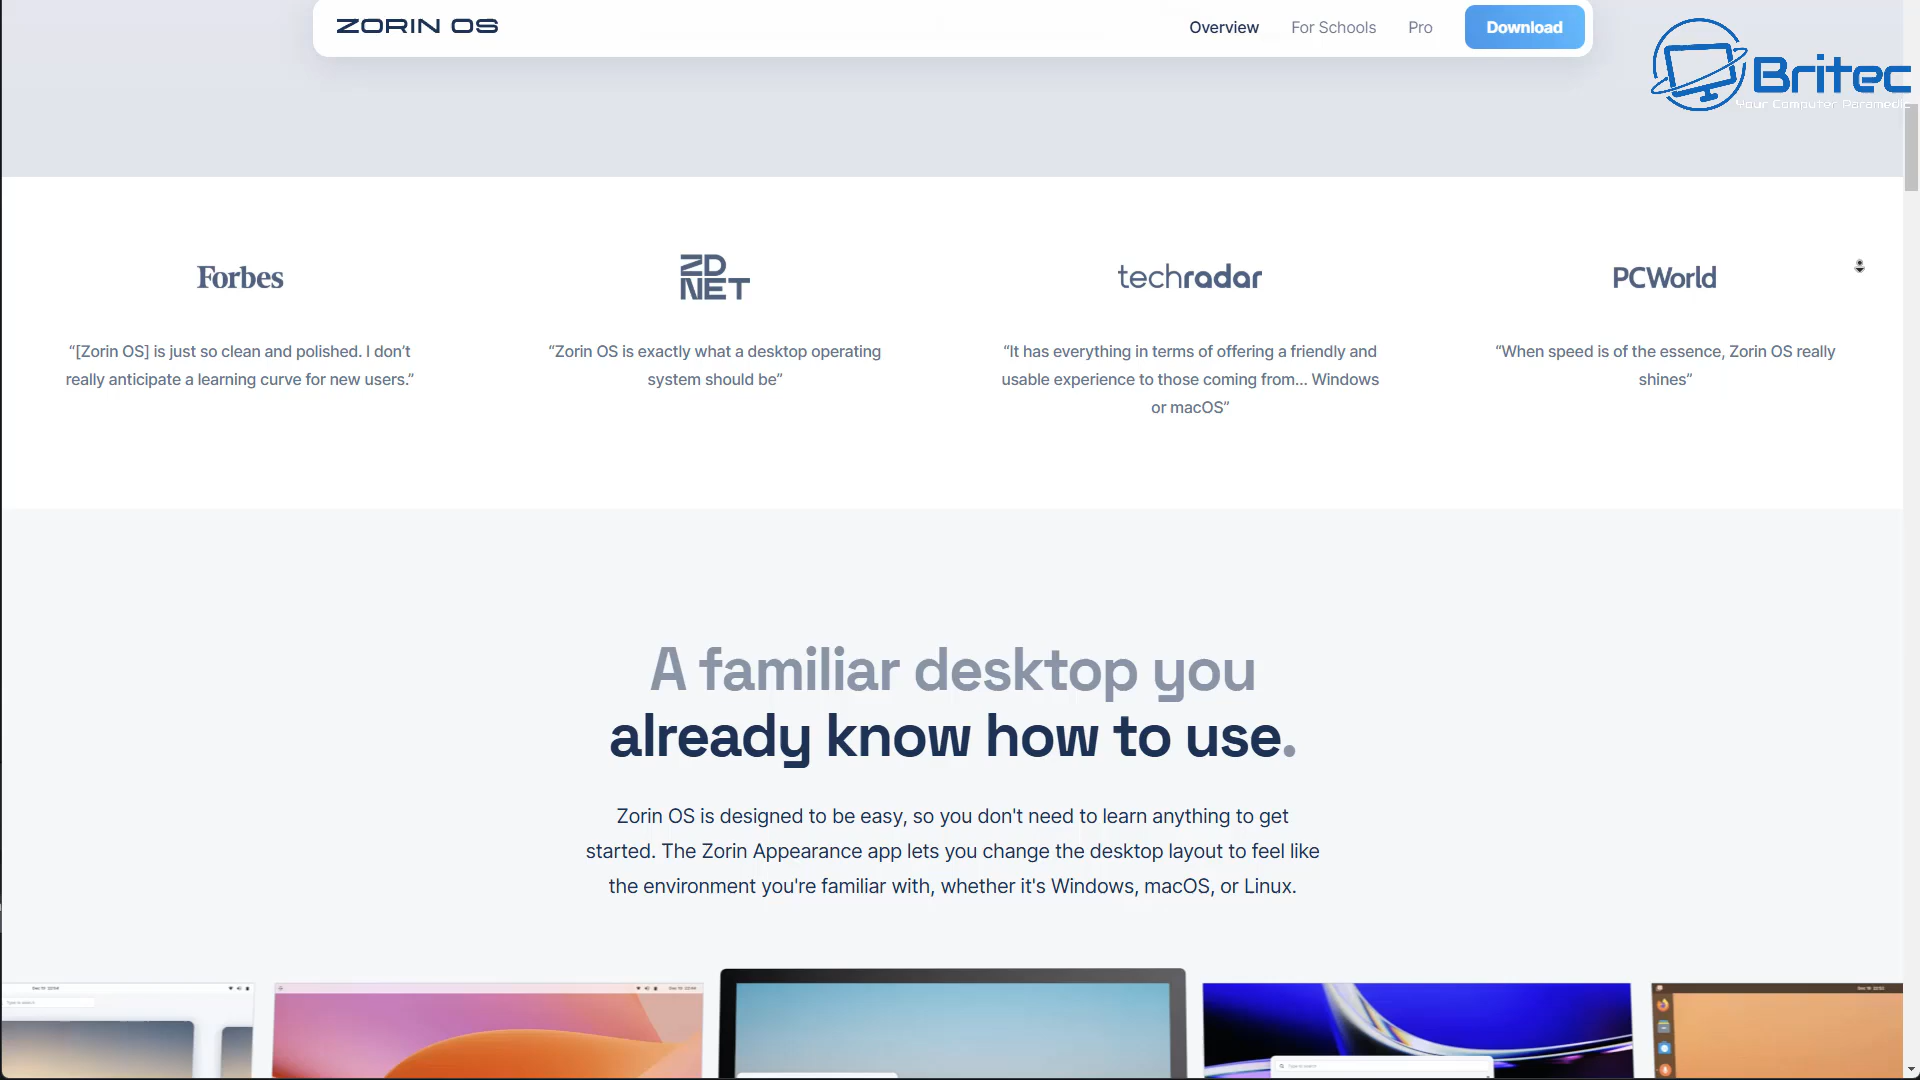 ZORIN OS
Overview
For Schools
Pro
Download
Britec
Your Computer Paramedic
Forbes
ZD
NET
techradar
PCWorld
“[Zorin OS] is just so clean and polished. I don’t
really anticipate a learning curve for new users.”
“Zorin OS is exactly what a desktop operating
system should be”
“It has everything in terms of offering a friendly and
usable experience to those coming from... Windows
or macOS”
“When speed is of the essence, Zorin OS really
shines”
A familiar desktop you
already know how to use.
Zorin OS is designed to be easy, so you don't need to learn anything to get
started. The Zorin Appearance app lets you change the desktop layout to feel like
the environment you're familiar with, whether it's Windows, macOS, or Linux.